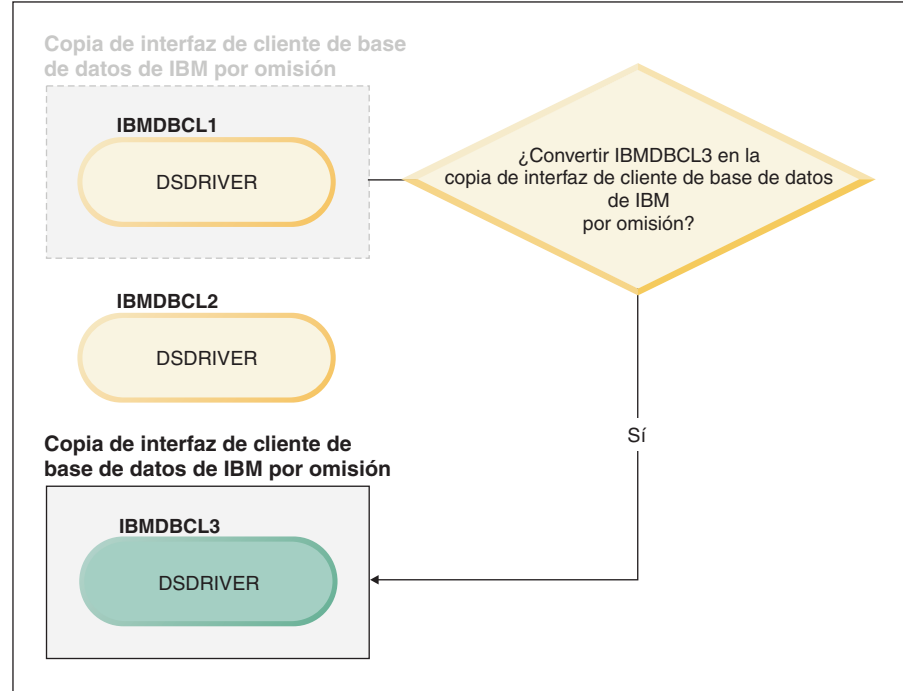 Copia de interfaz de cliente de base
de datos de IBM por omisión
IBMDBCL1
DSDRIVER
¿Convertir IBMDBCL3 en la
copia de interfaz de cliente de base de datos
de IBM
por omisión?
IBMDBCL2
DSDRIVER
Sí
Copia de interfaz de cliente de
base de datos de IBM por omisión
IBMDBCL3
DSDRIVER